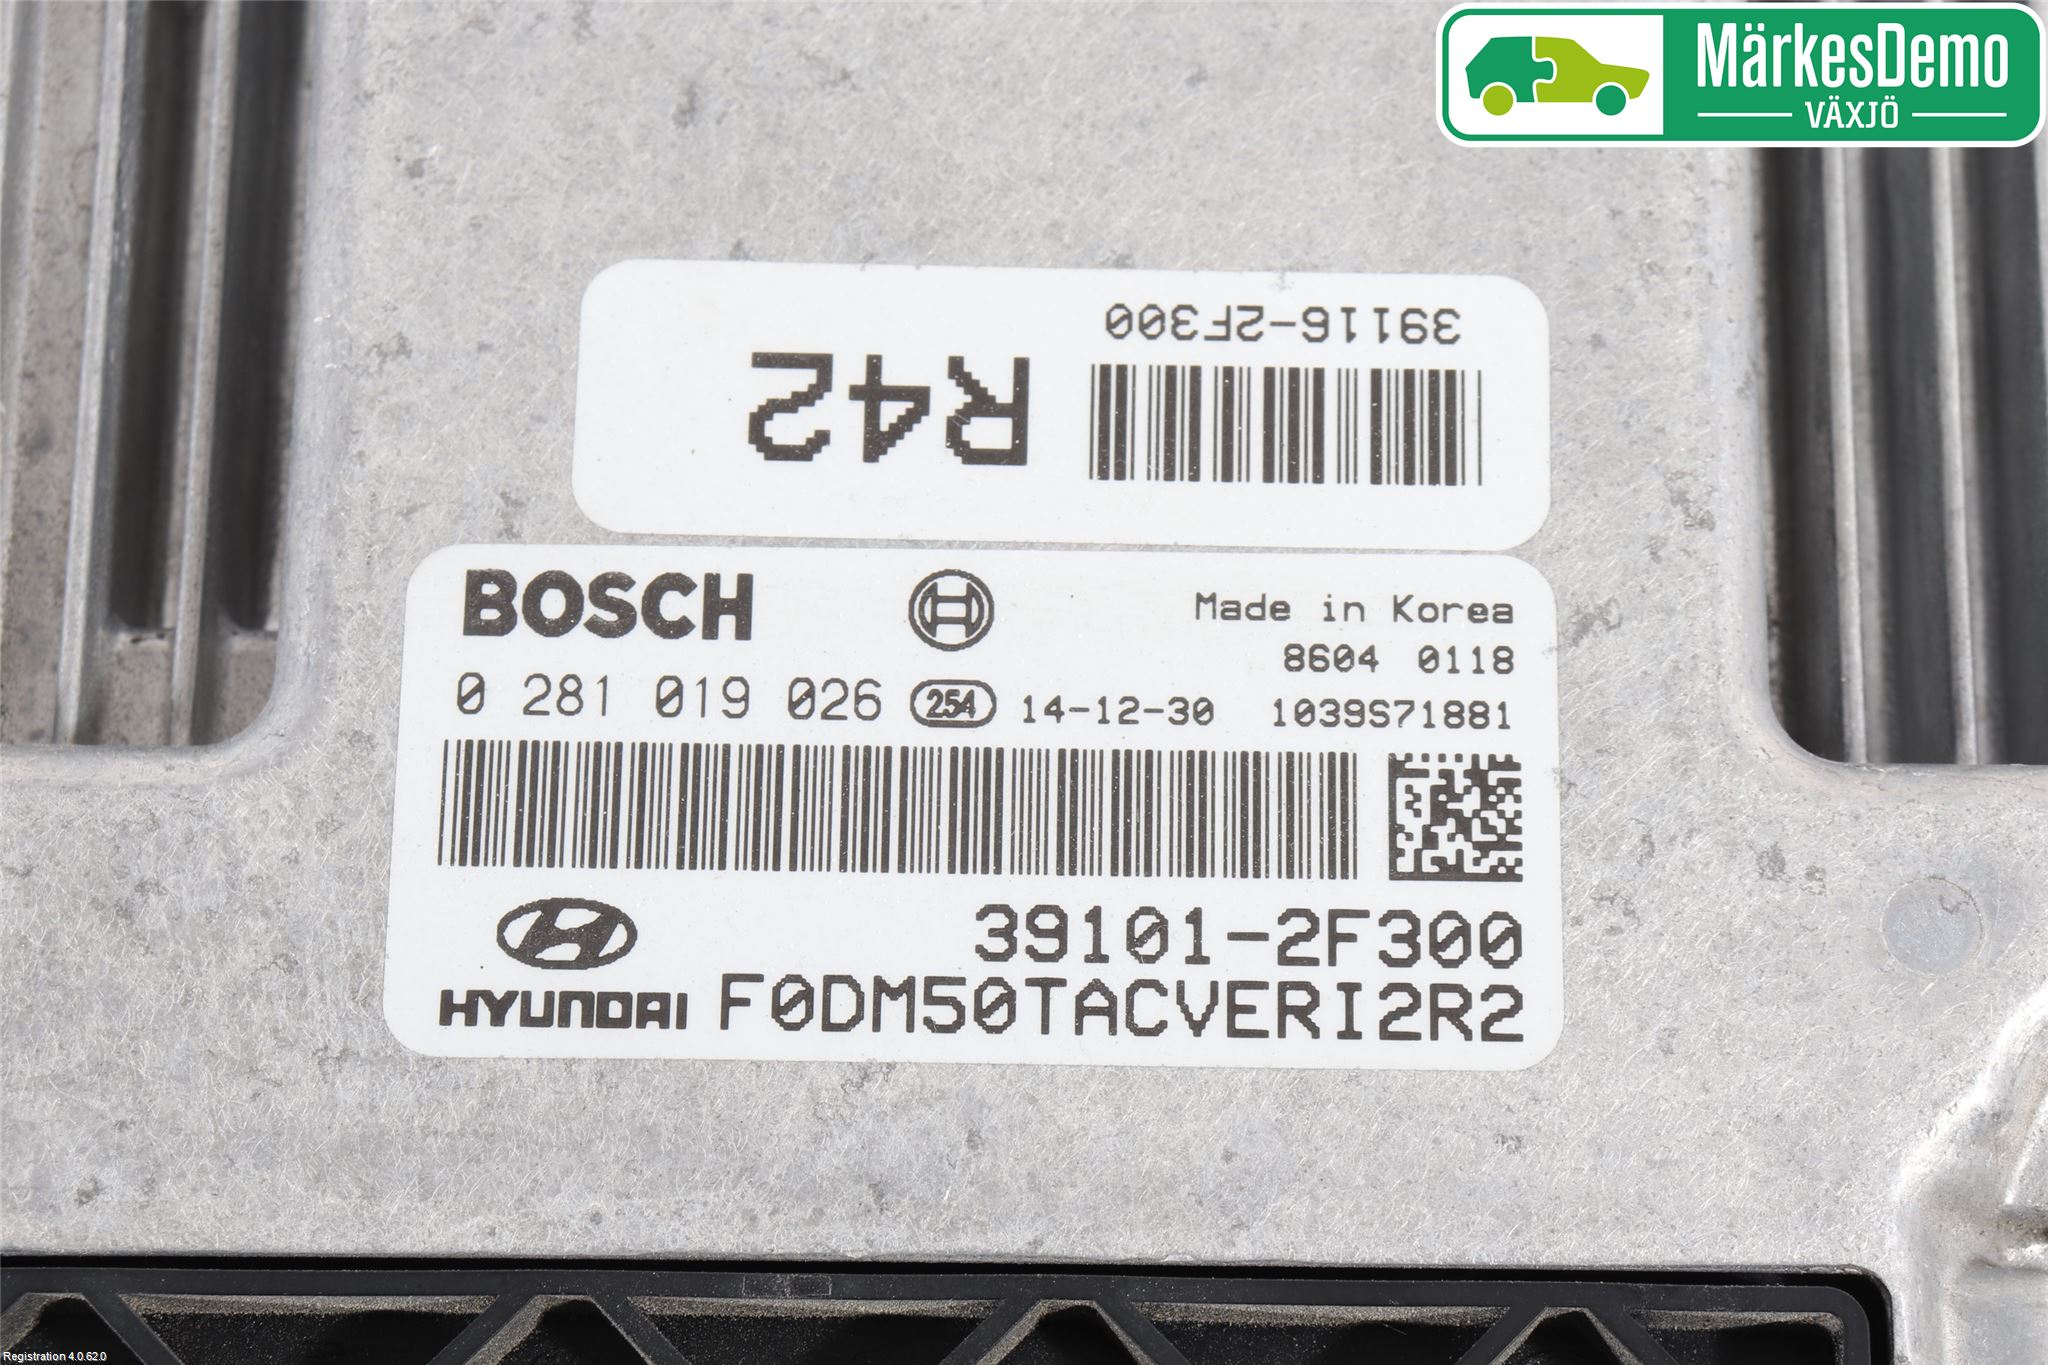 MärkesDemo
VÄXJÖ
39116-2F300
R42
BOSCH
Made in Korea
8604 0118
0 281 019 026 254 14-12-30 1039S71881
39101-2F300
HYUNDAI F0DM50TACVERI2R2
Registration 4.0.62.0